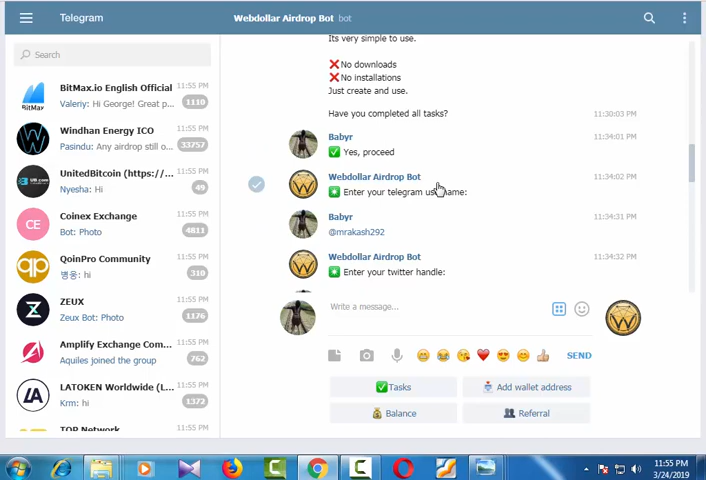 Telegram
Webdollar Airdrop Bot bot
Search
BitMax.io English Official 11:55 PM
Valeriy: Hi George! Great p... 1110
Windhan Energy ICO 11:55 PM
Pasindu: Any airdrop still o... 33757
UnitedBitcoin (https://... 11:55 PM
Nyesha: Hi 49
CE
Coinex Exchange 11:55 PM
Bot: Photo 4811
QoinPro Community 11:55 PM
병웅: hi 310
ZEUX 11:55 PM
Zeux Bot: Photo 1176
Amplify Exchange Com... 11:55 PM
Aquiles joined the group 762
LA
LATOKEN Worldwide (L... 11:55 PM
Krm: hi 1372
TOP Network 11:55 PM
Its very simple to use.
❌No downloads
❌No installations
Just create and use.
Have you completed all tasks? 11:30:03 PM
Babyr 11:34:01 PM
✅ Yes, proceed
Webdollar Airdrop Bot 11:34:02 PM
✳️ Enter your telegram username:
Babyr 11:34:31 PM
@mrakash292
Webdollar Airdrop Bot 11:34:32 PM
✳️ Enter your twitter handle:
Write a message...
SEND
✅Tasks
Add wallet address
Balance
Referral
11:55 PM
3/24/2019